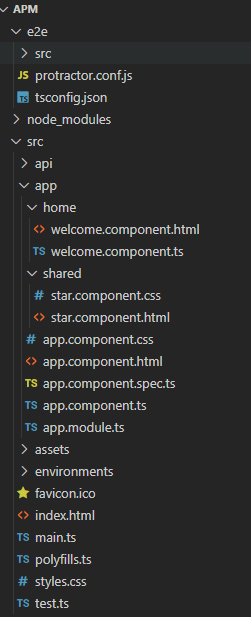 APM
e2e
src
JS protractor.conf.js
TS tsconfig.json
node_modules
src
api
app
home
<> welcome.component.html
TS welcome.component.ts
shared
# star.component.css
<> star.component.html
# app.component.css
<> app.component.html
TS app.component.spec.ts
TS app.component.ts
TS app.module.ts
assets
environments
favicon.ico
<> index.html
TS main.ts
TS polyfills.ts
# styles.css
TS test.ts